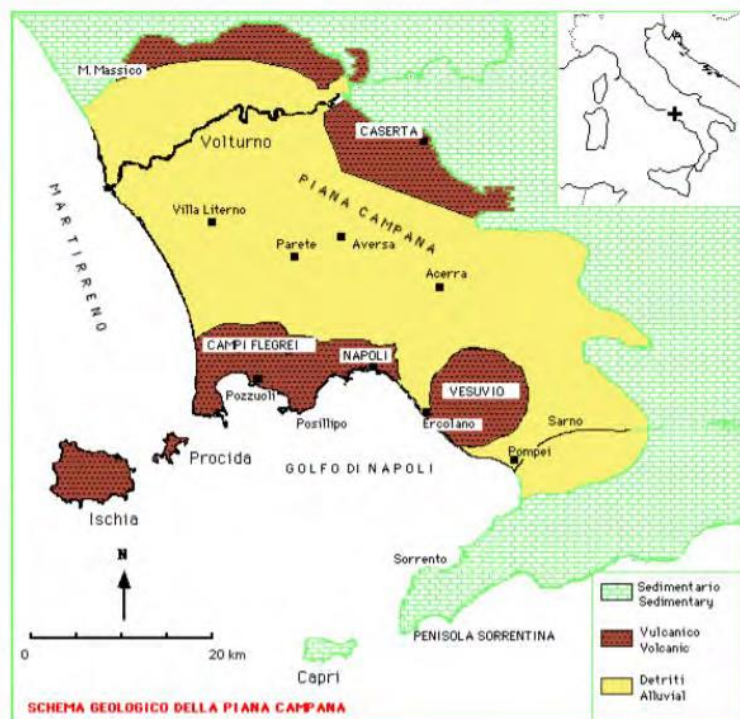 M. Massico
CASERTA
Volturno
MAR TIRRENO
PIANA CAMPANA
Villa Literno
Parete
Aversa
Acerra
CAMPI FLEGREI
NAPOLI
VESUVIO
Pozzuoli
Posillipo
Ercolano
Sarno
Pompei
Procida
GOLFO DI NAPOLI
Ischia
N
Sorrento
0 20 km
PENISOLA SORRENTINA
Capri
Sedimentario
Sedimentary
Vulcanico
Volcanic
Detriti
Alluvial
SCHEMA GEOLOGICO DELLA PIANA CAMPANA